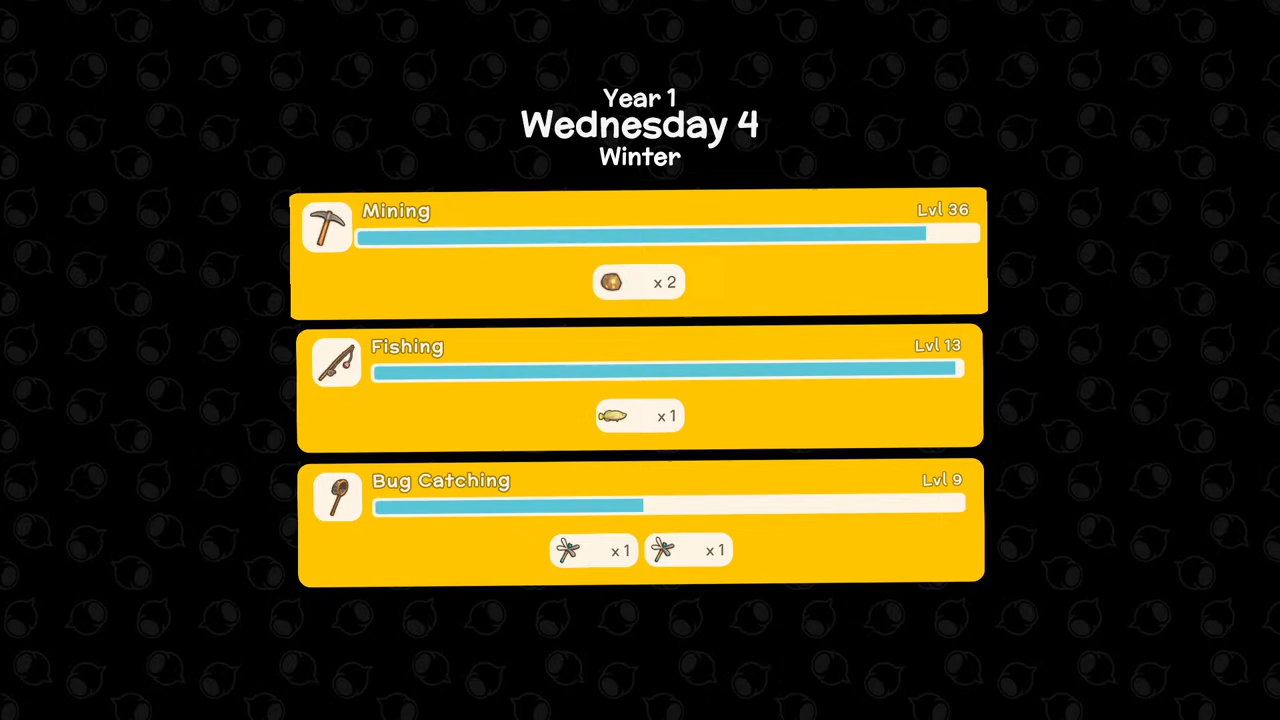 Year 1
Wednesday 4
Winter
Mining
Lvl 36
x 2
Fishing
Lvl 13
x 1
Bug Catching
Lvl 9
x 1
x 1